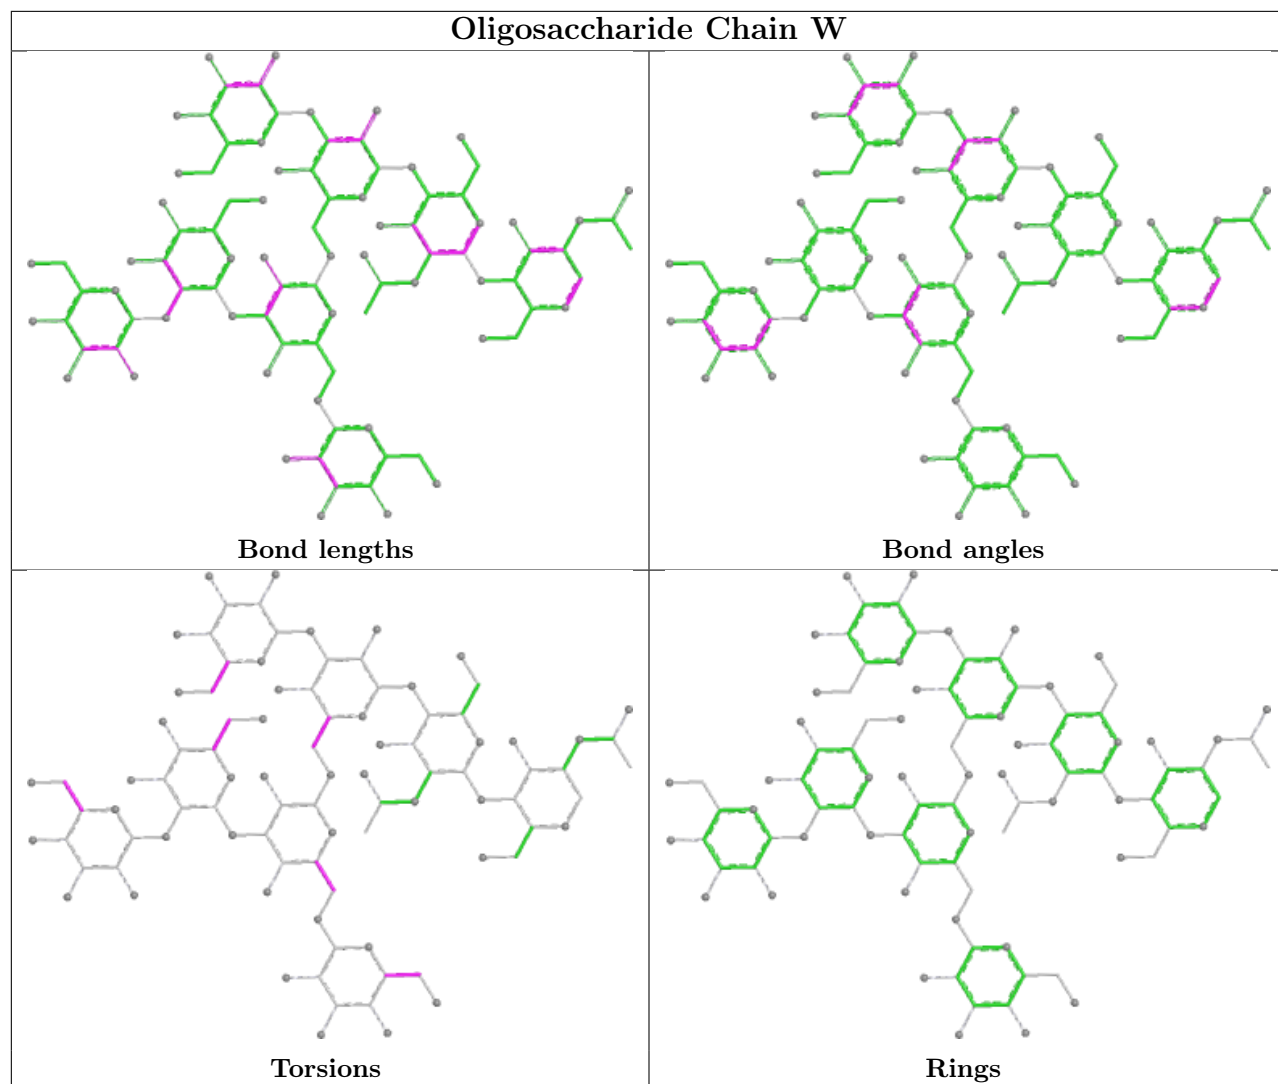 Oligosaccharide Chain W
Bond lengths
Bond angles
Torsions
Rings